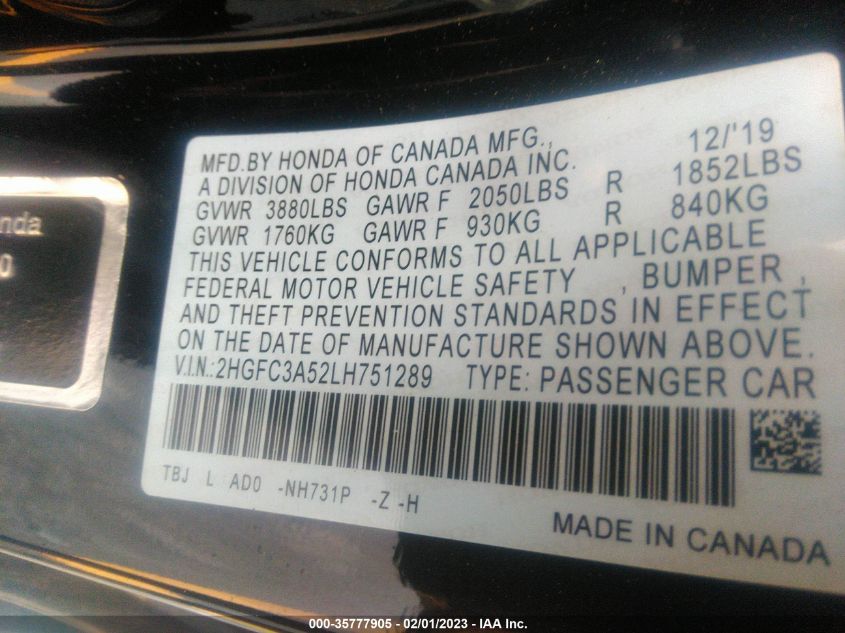 MFD.BY HONDA OF CANADA MFG., 12/'19
A DIVISION OF HONDA CANADA INC.
GVWR 3880LBS GAWR F 2050LBS R 1852LBS
GVWR 1760KG GAWR F 930KG R 840KG
THIS VEHICLE CONFORMS TO ALL APPLICABLE
FEDERAL MOTOR VEHICLE SAFETY , BUMPER ,
AND THEFT PREVENTION STANDARDS IN EFFECT
ON THE DATE OF MANUFACTURE SHOWN ABOVE.
V.I.N.:2HGFC3A52LH751289 TYPE: PASSENGER CAR
TBJ L AD0 -NH731P -Z -H
MADE IN CANADA
000-35777905 - 02/01/2023 - IAA Inc.